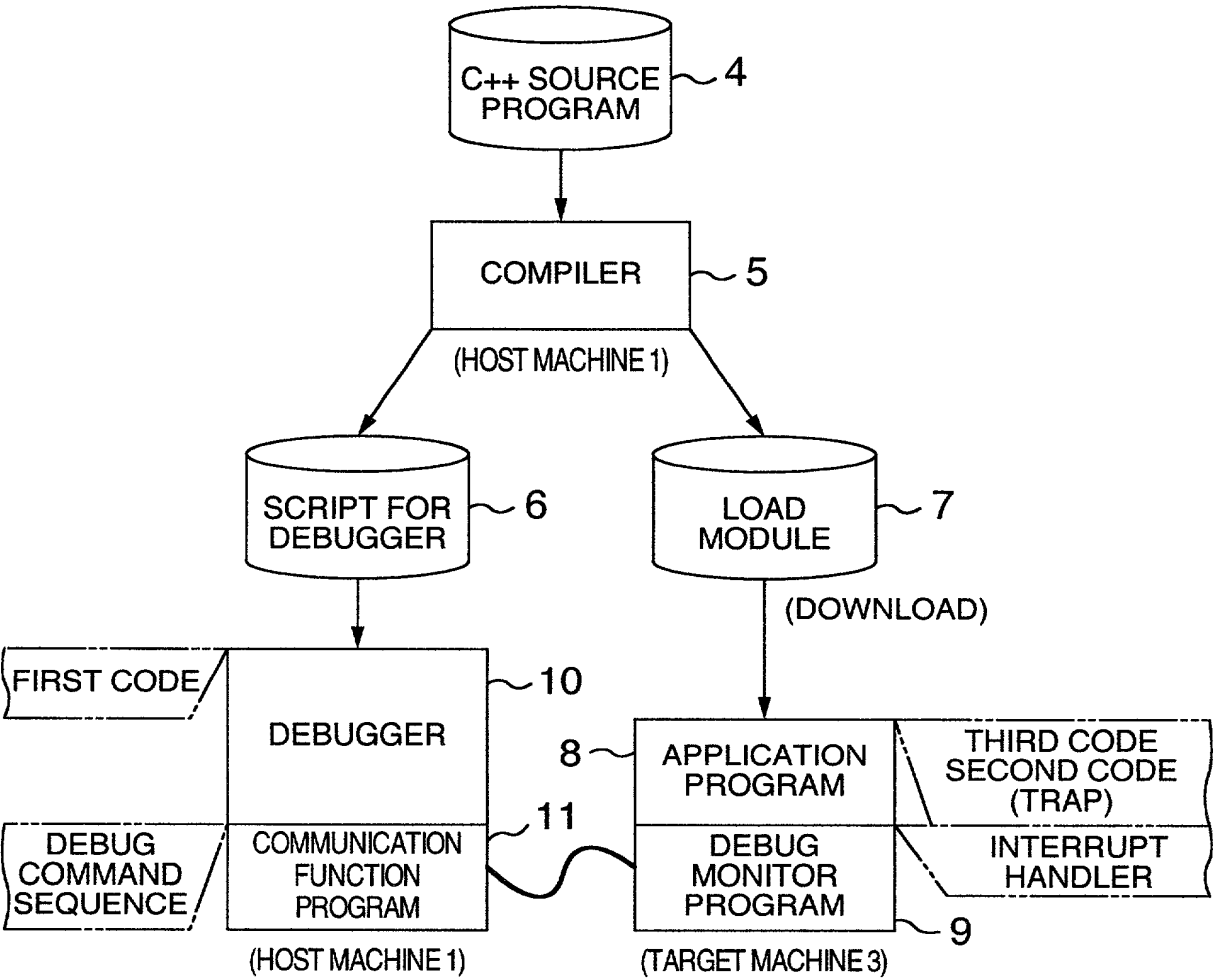 C++ SOURCE
PROGRAM
4
COMPILER
5
(HOST MACHINE 1)
SCRIPT FOR
DEBUGGER
6
LOAD
MODULE
7
(DOWNLOAD)
FIRST CODE
DEBUGGER
10
8
APPLICATION
PROGRAM
THIRD CODE
SECOND CODE
(TRAP)
DEBUG
COMMAND
SEQUENCE
COMMUNICATION
FUNCTION
PROGRAM
11
DEBUG
MONITOR
PROGRAM
INTERRUPT
HANDLER
9
(HOST MACHINE 1)
(TARGET MACHINE 3)